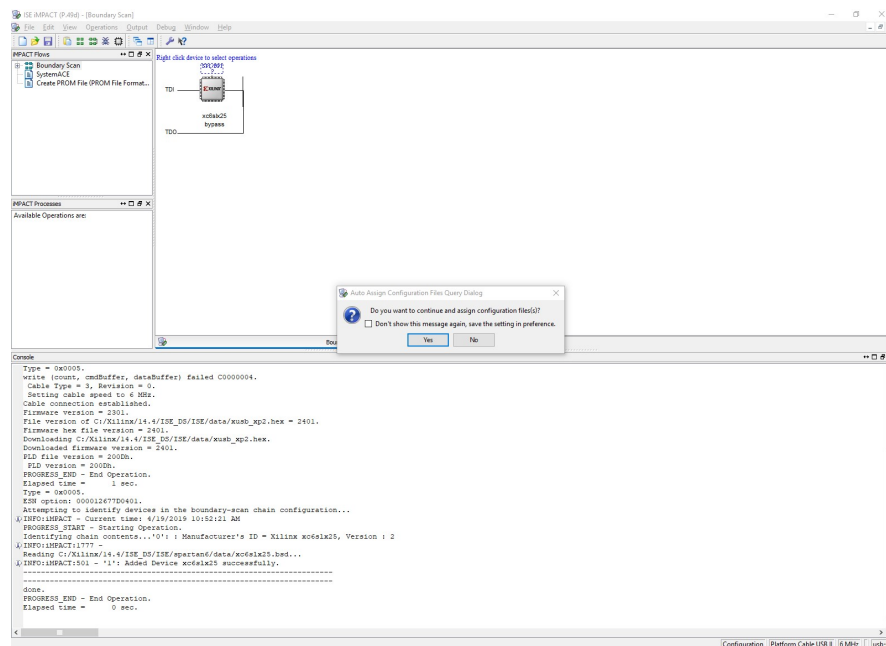 ISE iMPACT (P.49d) - [Boundary Scan]
File Edit View Operations Output Debug Window Help
iMPACT Flows
Boundary Scan
SystemACE
Create PROM File (PROM File Format...
Right click device to select operations
TDI
XILINX
xc6slx25
bypass
TDO
iMPACT Processes
Available Operations are:
Auto Assign Configuration Files Query Dialog
Do you want to continue and assign configuration files(s)?
Don't show this message again, save the setting in preference.
Yes No
Bou
Console
Type = 0x0005.
write (count, cmdBuffer, dataBuffer) failed C0000004.
Cable Type = 3, Revision = 0.
Setting cable speed to 6 MHz.
Cable connection established.
Firmware version = 2301.
File version of C:/Xilinx/14.4/ISE_DS/ISE/data/xusb_xp2.hex = 2401.
Firmware hex file version = 2401.
Downloading C:/Xilinx/14.4/ISE_DS/ISE/data/xusb_xp2.hex.
Downloaded firmware version = 2401.
PLD file version = 200Dh.
PLD version = 200Dh.
PROGRESS_END - End Operation.
Elapsed time = 1 sec.
Type = 0x0005.
ESN option: 000012677D0401.
Attempting to identify devices in the boundary-scan chain configuration...
INFO:iMPACT - Current time: 4/19/2019 10:52:21 AM
PROGRESS_START - Starting Operation.
Identifying chain contents...'0': : Manufacturer's ID = Xilinx xc6slx25, Version : 2
INFO:iMPACT:1777 -
Reading C:/Xilinx/14.4/ISE_DS/ISE/spartan6/data/xc6slx25.bsd...
INFO:iMPACT:501 - '1': Added Device xc6slx25 successfully.
----------------------------------------------------------------------
----------------------------------------------------------------------
done.
PROGRESS_END - End Operation.
Elapsed time = 0 sec.
Configuration Platform Cable USB II 6 MHz usb-